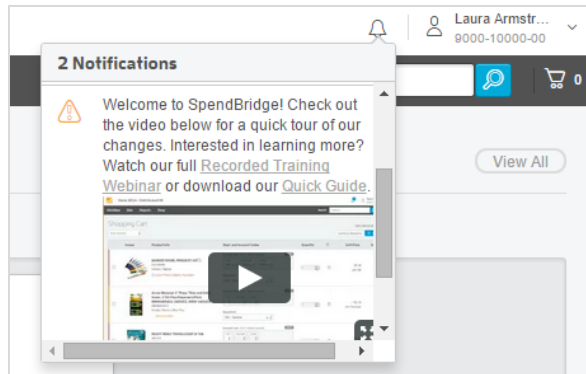 Laura Armstr...
9000-10000-00
2 Notifications
0
Welcome to SpendBridge! Check out
the video below for a quick tour of our
changes. Interested in learning more?
Watch our full Recorded Training
Webinar or download our Quick Guide.
View All
Shopping Cart